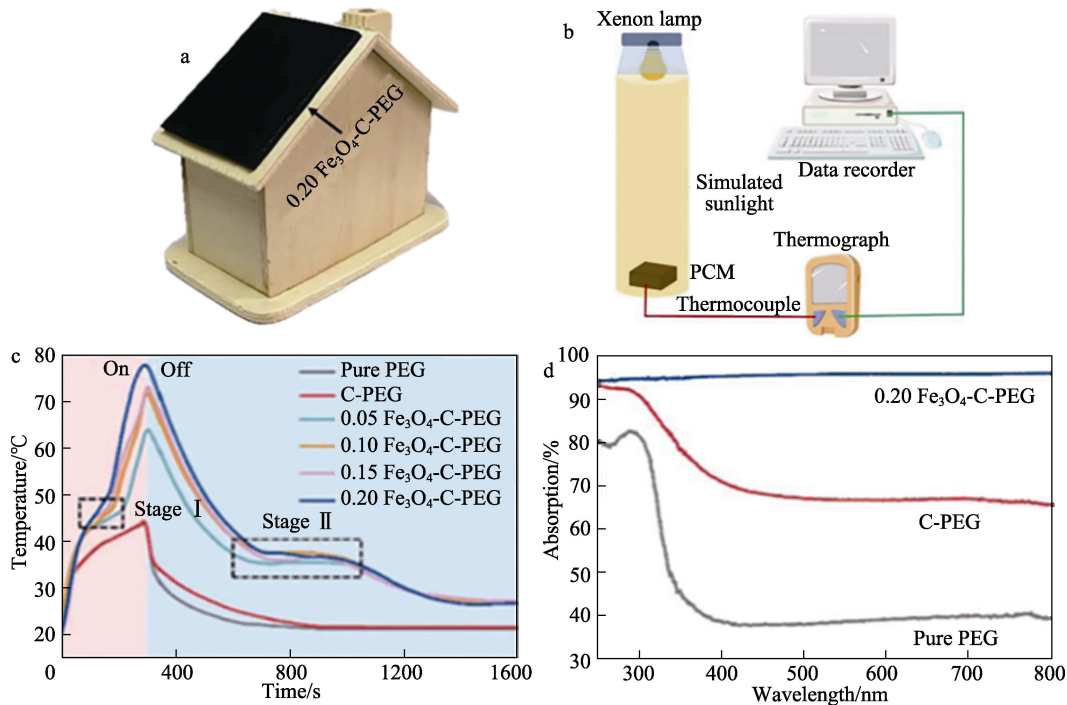 a
0.20 Fe₃O₄-C-PEG
b
Xenon lamp
Data recorder
Simulated
sunlight
Thermograph
PCM
Thermocouple
c
80
70
60
50
40
30
20
Temperature/℃
On
Off
Pure PEG
C-PEG
0.05 Fe₃O₄-C-PEG
0.10 Fe₃O₄-C-PEG
0.15 Fe₃O₄-C-PEG
0.20 Fe₃O₄-C-PEG
Stage Ⅰ
Stage Ⅱ
0
400
800
1200
1600
Time/s
d
100
90
80
70
60
50
40
30
Absorption/%
0.20 Fe₃O₄-C-PEG
C-PEG
Pure PEG
300
400
500
600
700
800
Wavelength/nm